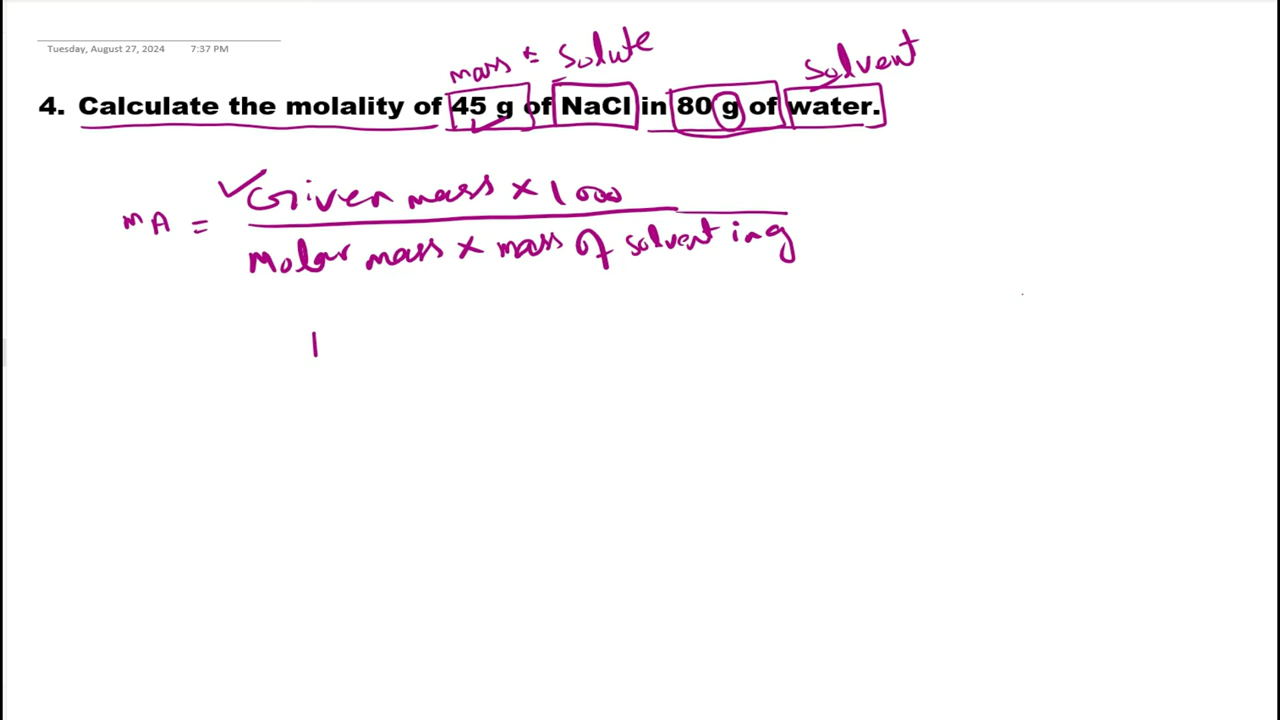 Tuesday, August 27, 2024 7:37 PM
mass of solute
solvent
4. Calculate the molality of 45 g of NaCl in 80 g of water.
Given mass × 1000
mA =
Molar mass × mass of solvent in g